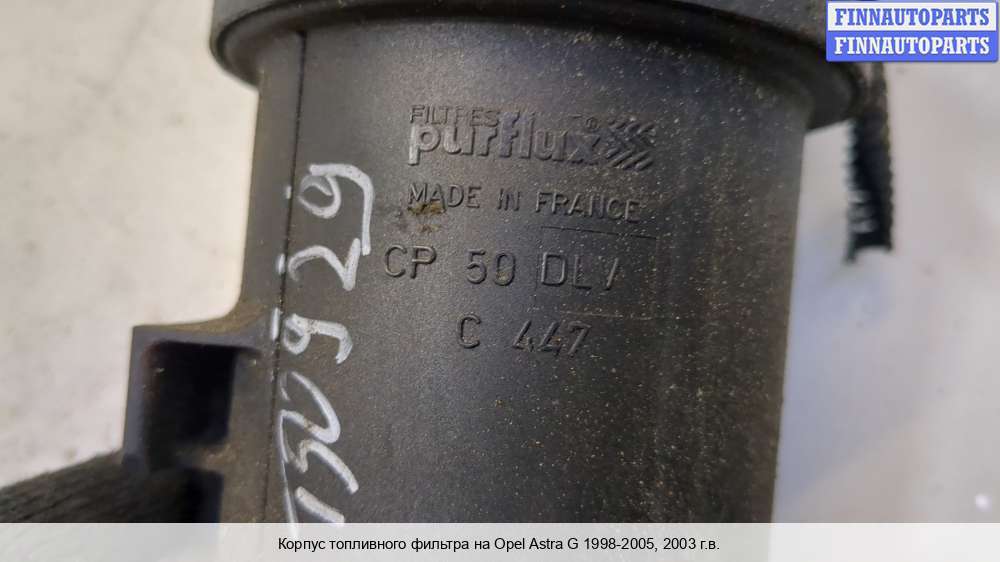 FINNAUTOPARTS
FINNAUTOPARTS
FILTRES
purflux®
MADE IN FRANCE
CP 50 DLY
C 447
Корпус топливного фильтра на Opel Astra G 1998-2005, 2003 г.в.